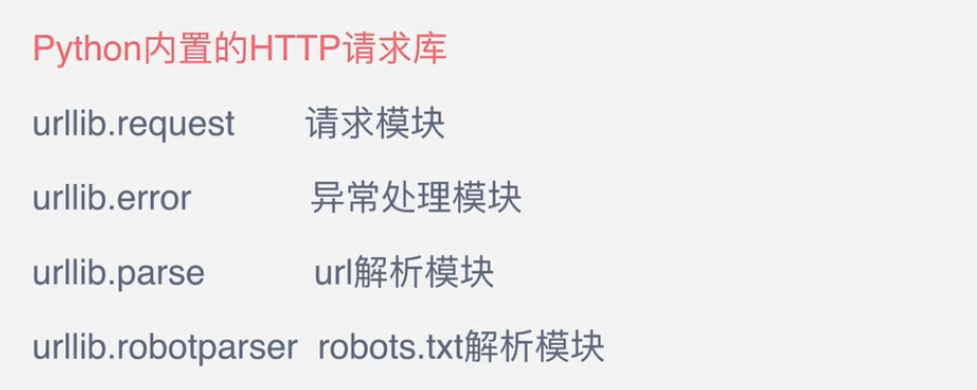 Python内置的HTTP请求库
urllib.request 请求模块
urllib.error 异常处理模块
urllib.parse url解析模块
urllib.robotparser robots.txt解析模块